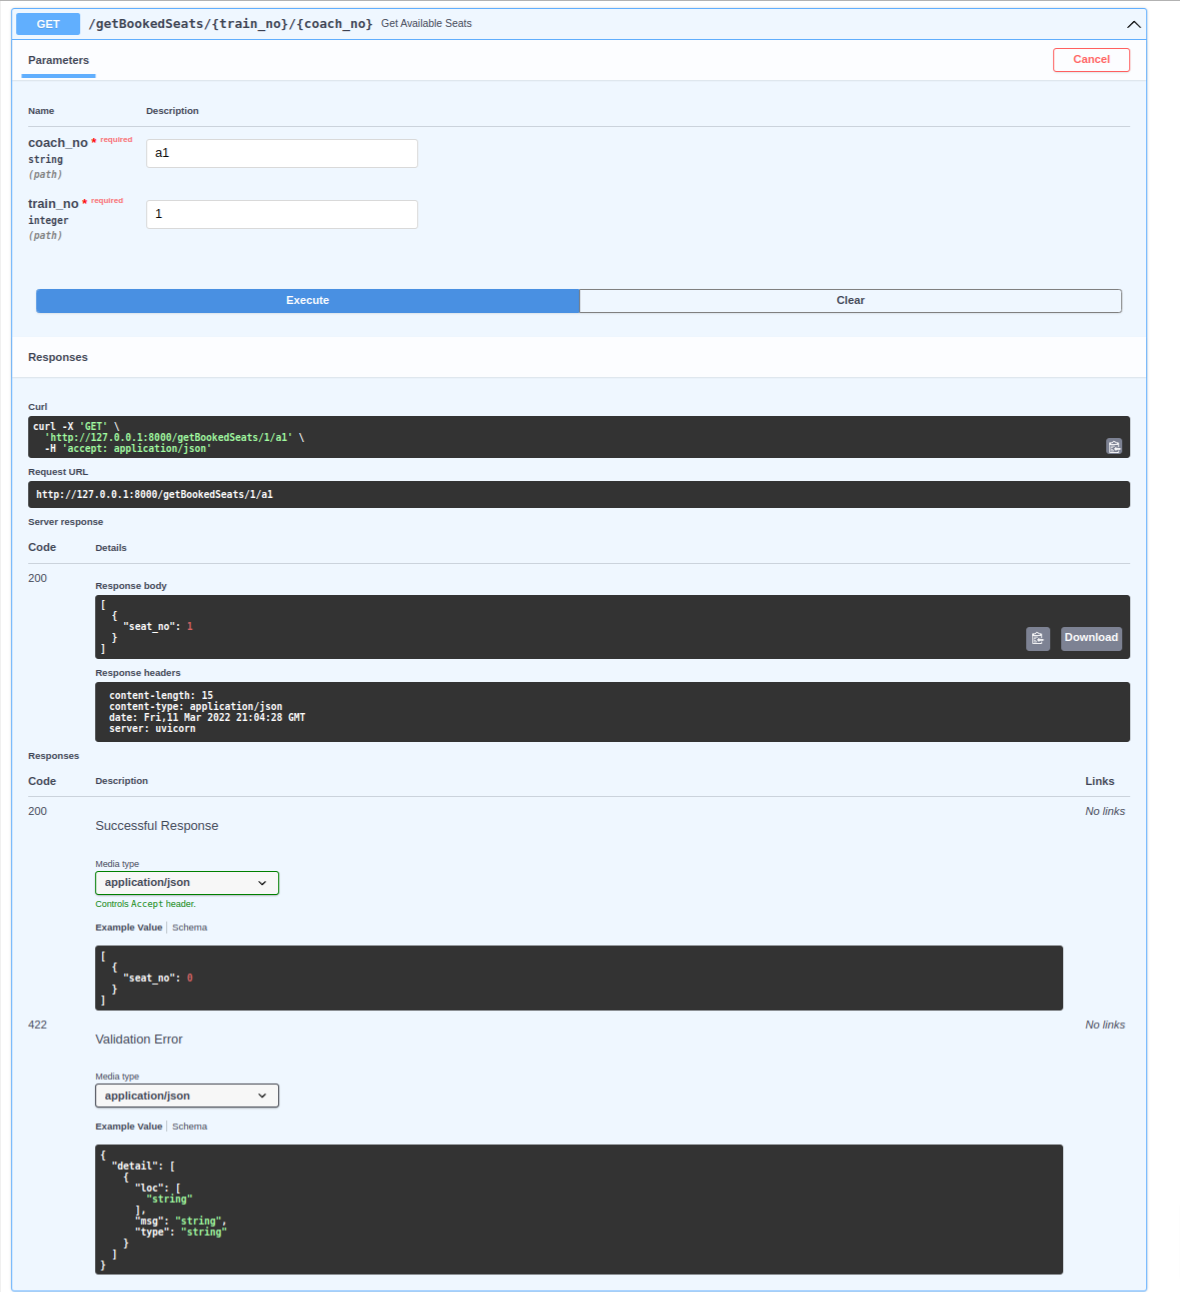 GET /getBookedSeats/{train_no}/{coach_no} Get Available Seats
Parameters Cancel
Name Description
coach_no * required
string
(path)
a1
train_no * required
integer
(path)
1
Execute Clear
Responses
Curl
curl -X 'GET' \
'http://127.0.0.1:8000/getBookedSeats/1/a1' \
-H 'accept: application/json'
Request URL
http://127.0.0.1:8000/getBookedSeats/1/a1
Server response
Code Details
200
Response body
[
{
"seat_no": 1
}
]
Download
Response headers
content-length: 15
content-type: application/json
date: Fri,11 Mar 2022 21:04:28 GMT
server: uvicorn
Responses
Code Description Links
200 No links
Successful Response
Media type
application/json
Controls Accept header.
Example Value Schema
[
{
"seat_no": 0
}
]
422 No links
Validation Error
Media type
application/json
Example Value Schema
{
"detail": [
{
"loc": [
"string"
],
"msg": "string",
"type": "string"
}
]
}